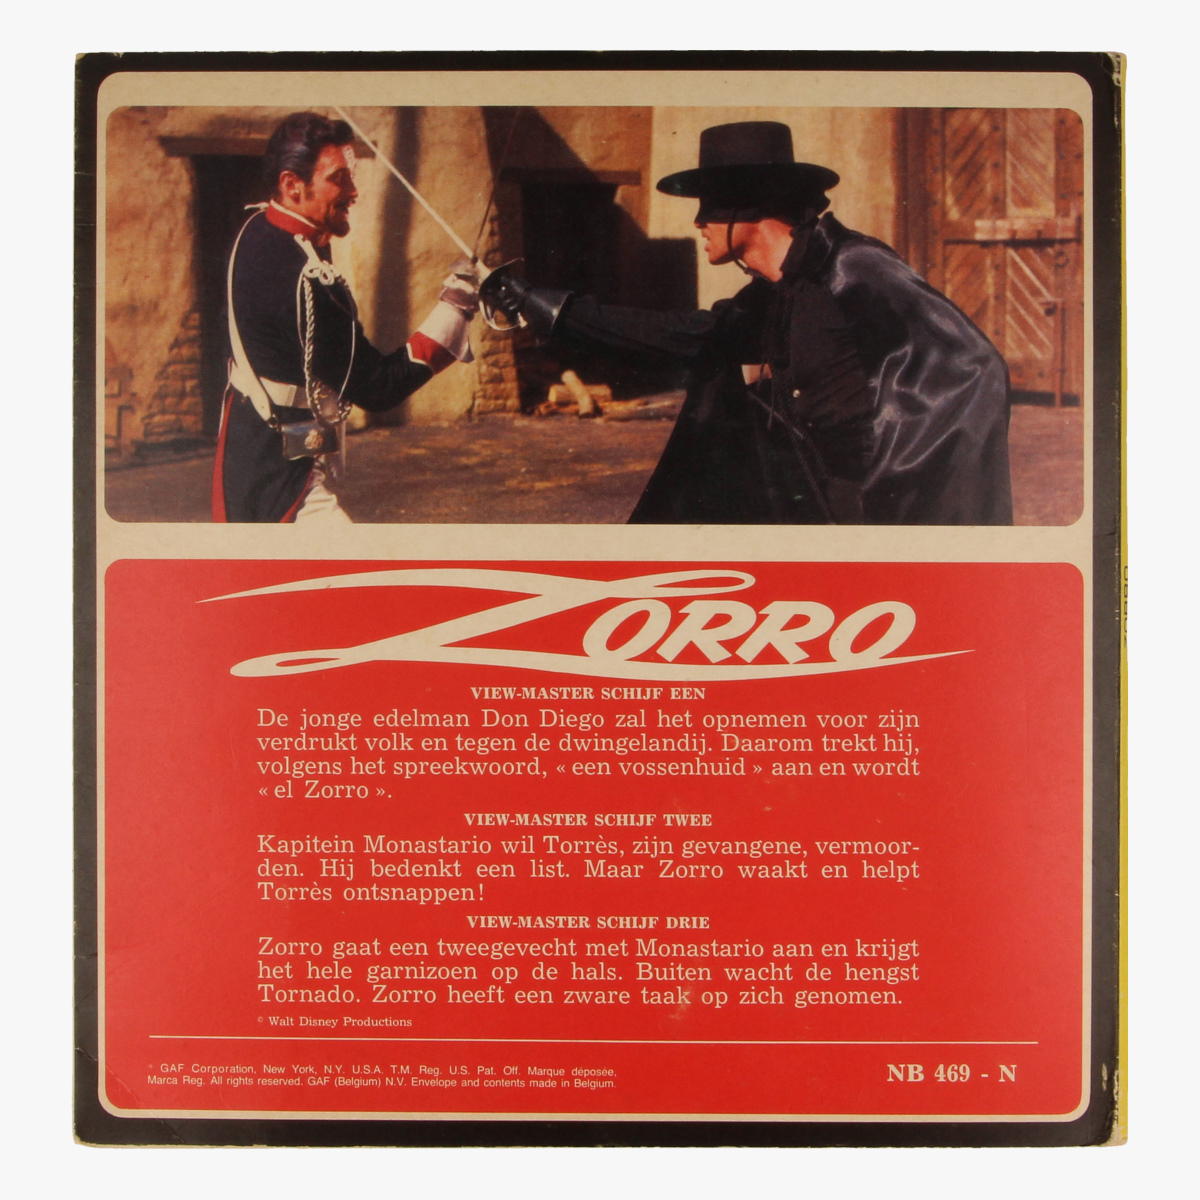 ZORRO
VIEW-MASTER SCHIJF EEN
De jonge edelman Don Diego zal het opnemen voor zijn
verdrukt volk en tegen de dwingelandij. Daarom trekt hij,
volgens het spreekwoord, « een vossenhuid » aan en wordt
« el Zorro ».
VIEW-MASTER SCHIJF TWEE
Kapitein Monastario wil Torrès, zijn gevangene, vermoor-
den. Hij bedenkt een list. Maar Zorro waakt en helpt
Torrès ontsnappen!
VIEW-MASTER SCHIJF DRIE
Zorro gaat een tweegevecht met Monastario aan en krijgt
het hele garnizoen op de hals. Buiten wacht de hengst
Tornado. Zorro heeft een zware taak op zich genomen.
© Walt Disney Productions
GAF Corporation, New York, N.Y. U.S.A. T.M. Reg. U.S. Pat. Off. Marque déposée.
Marca Reg. All rights reserved. GAF (Belgium) N.V. Envelope and contents made in Belgium.
NB 469 - N
ZORRO